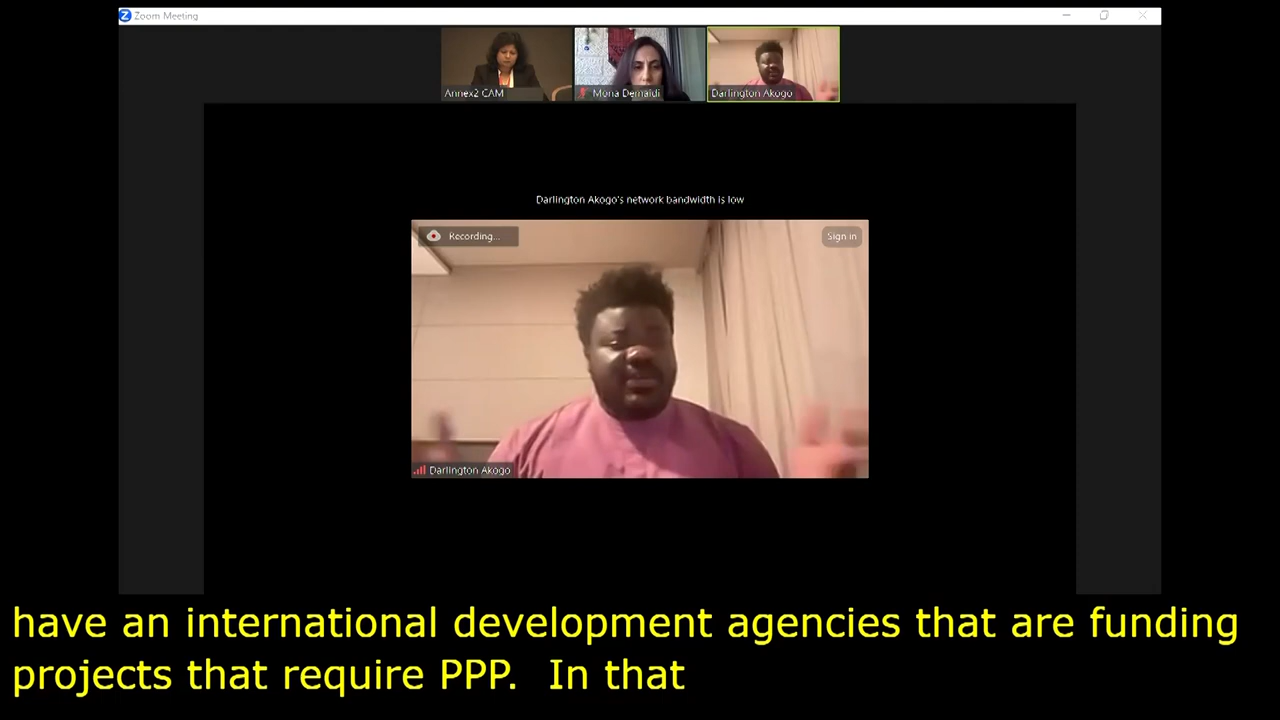 Zoom Meeting
Annex2 CAM
Mona Demaidi
Darlington Akogo
Darlington Akogo's network bandwidth is low
Recording...
Sign in
Darlington Akogo
have an international development agencies that are funding
projects that require PPP.  In that